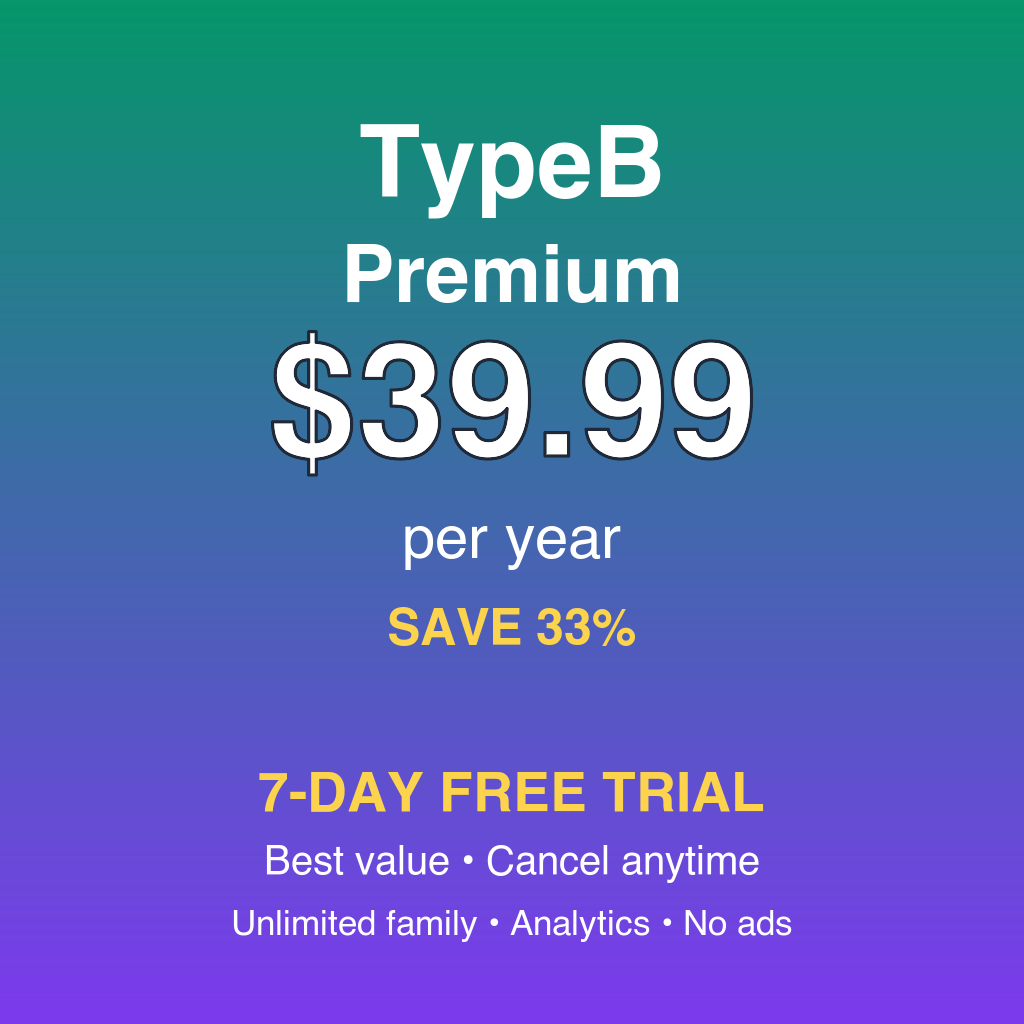 TypeB
Premium
$39.99
per year
SAVE 33%
7-DAY FREE TRIAL
Best value • Cancel anytime
Unlimited family • Analytics • No ads